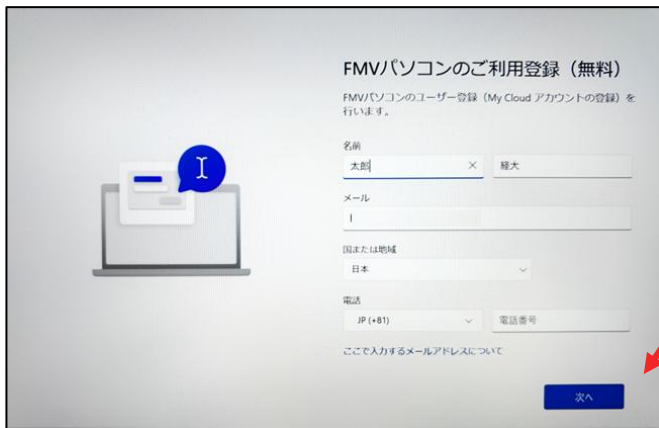 FMVパソコンのご利用登録（無料）
FMVパソコンのユーザー登録（My Cloud アカウントの登録）を
行います。
名前
太郎 経大
メール
国または地域
日本
電話
JP (+81) 電話番号
ここで入力するメールアドレスについて
次へ